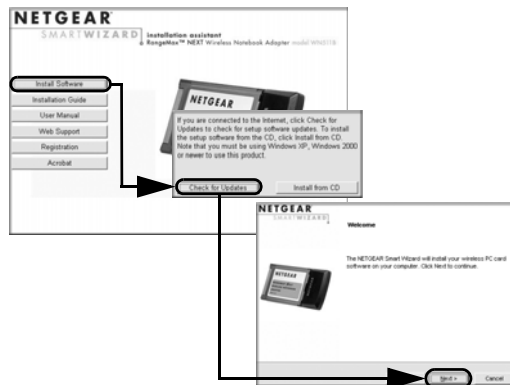 NETGEAR
SMARTWIZARD installation assistant
RangeMax™ NEXT Wireless Notebook Adapter model WN511B
Install Software
Installation Guide
User Manual
Web Support
Registration
Acrobat
NETGEAR
If you are connected to the Internet, click Check for
Updates to check for setup software updates. To install
the setup software from the CD, click Install from CD.
Note that you must be using Windows XP, Windows 2000
or newer to use this product.
Check for Updates
Install from CD
NETGEAR
SMARTWIZARD
Welcome
The NETGEAR Smart Wizard will install your wireless PC card
software on your computer. Click Next to continue.
NETGEAR
Next >
Cancel